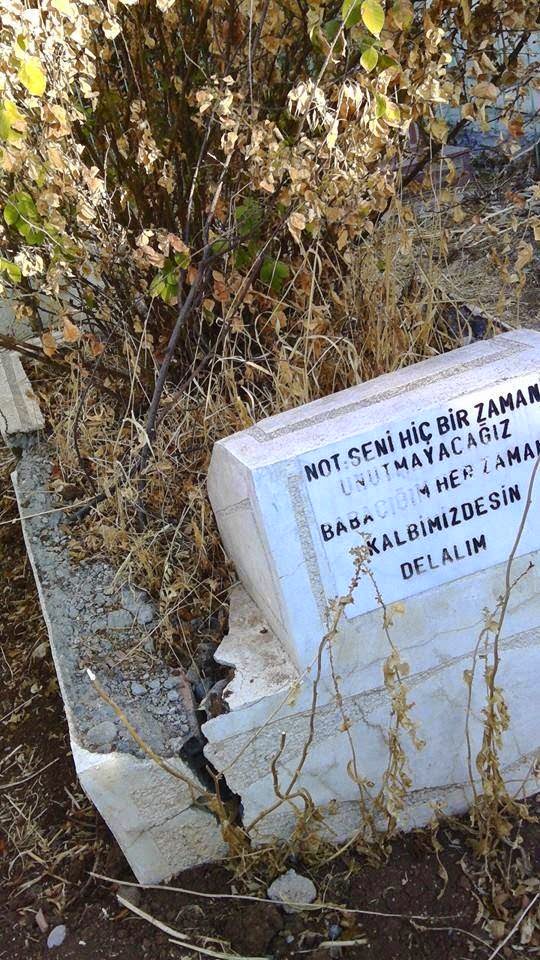 NOT:SENİ HİÇ BİR ZAMAN
UNUTMAYACAĞIZ
BABACIĞIM HER ZAMAN
KALBİMİZDESİN
DELALIM